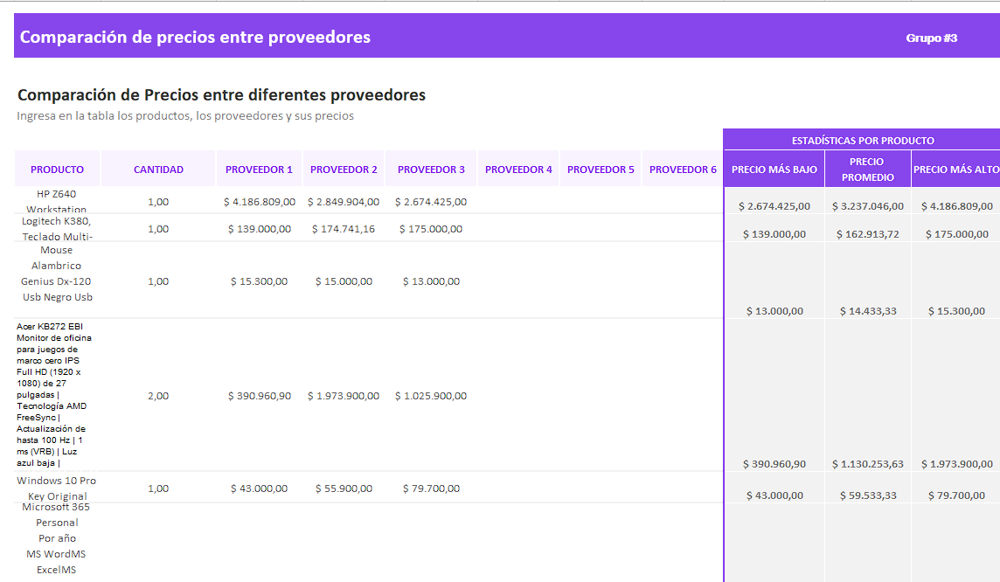 Comparación de precios entre proveedores
Grupo #3
Comparación de Precios entre diferentes proveedores
Ingresa en la tabla los productos, los proveedores y sus precios
ESTADÍSTICAS POR PRODUCTO
PRODUCTO CANTIDAD PROVEEDOR 1 PROVEEDOR 2 PROVEEDOR 3 PROVEEDOR 4 PROVEEDOR 5 PROVEEDOR 6 PRECIO MÁS BAJO PRECIO PROMEDIO PRECIO MÁS ALTO
HP Z640
Workstation
1,00 $ 4.186.809,00 $ 2.849.904,00 $ 2.674.425,00 $ 2.674.425,00 $ 3.237.046,00 $ 4.186.809,00
Logitech K380,
Teclado Multi-
1,00 $ 139.000,00 $ 174.741,16 $ 175.000,00 $ 139.000,00 $ 162.913,72 $ 175.000,00
Mouse
Alambrico
Genius Dx-120
Usb Negro Usb
1,00 $ 15.300,00 $ 15.000,00 $ 13.000,00 $ 13.000,00 $ 14.433,33 $ 15.300,00
Acer KB272 EBI
Monitor de oficina
para juegos de
marco cero IPS
Full HD (1920 x
1080) de 27
pulgadas |
Tecnología AMD
FreeSync |
Actualización de
hasta 100 Hz | 1
ms (VRB) | Luz
azul baja |
2,00 $ 390.960,90 $ 1.973.900,00 $ 1.025.900,00 $ 390.960,90 $ 1.130.253,63 $ 1.973.900,00
Windows 10 Pro
Key Original
1,00 $ 43.000,00 $ 55.900,00 $ 79.700,00 $ 43.000,00 $ 59.533,33 $ 79.700,00
Microsoft 365
Personal
Por año
MS WordMS
ExcelMS